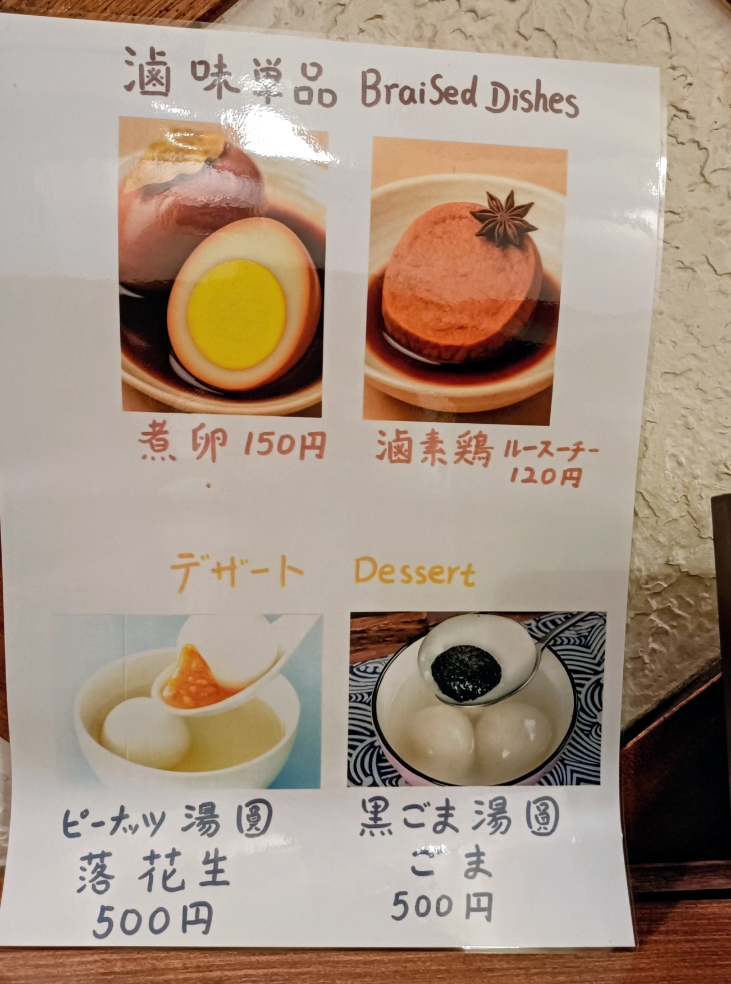 滷味単品 Braised Dishes
煮卵 150円
滷素鶏 ルースーチー
120円
デザート Dessert
ピーナッツ 湯圓
落花生
500円
黒ごま湯圓
ごま
500円